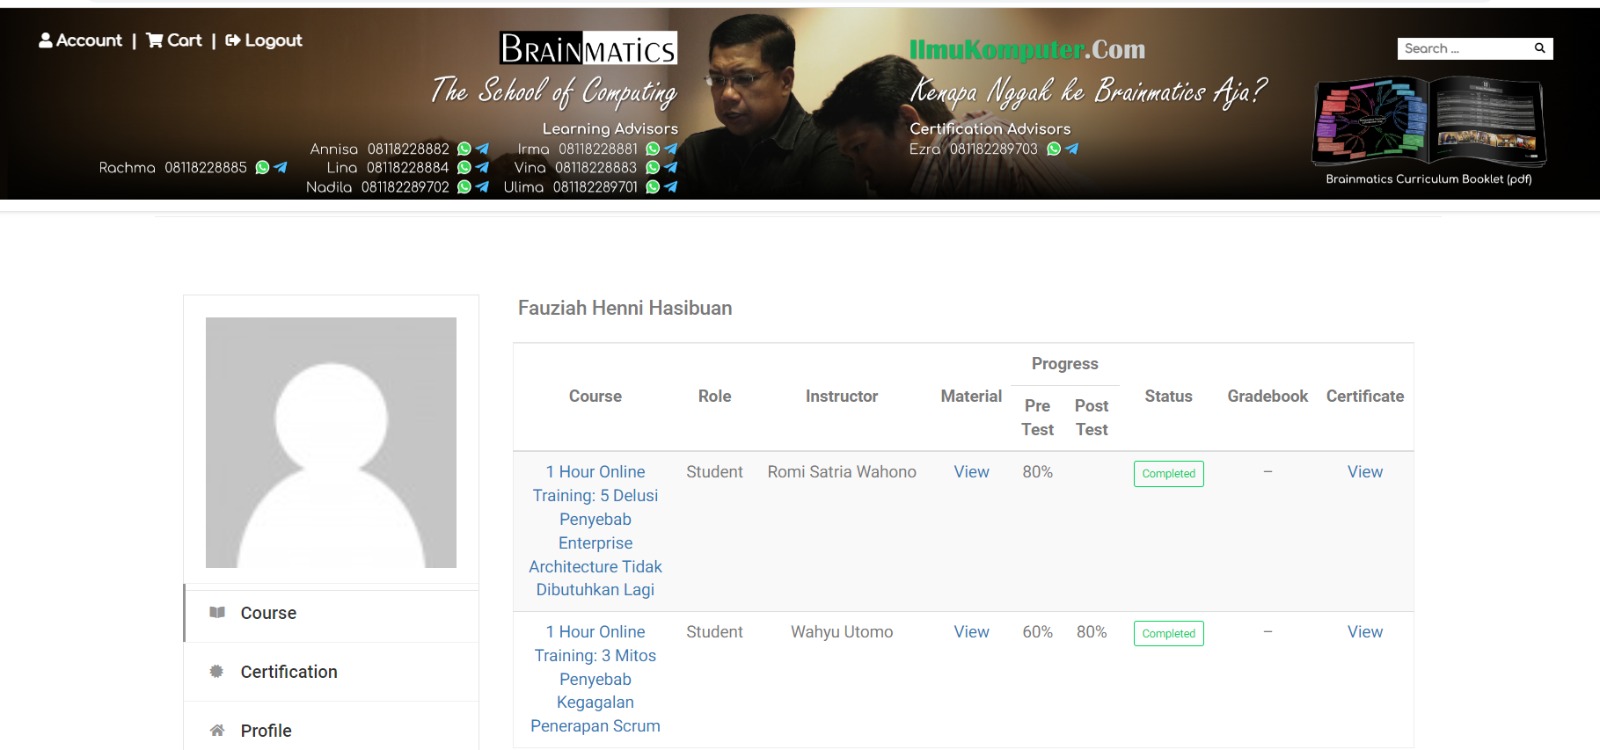 Account | Cart | Logout
BRAINMATICS
The School of Computing
Learning Advisors
Annisa 08118228882 Irma 08118228881
Rachma 08118228885 Lina 08118228884 Vina 08118228883
Nadila 081182289702 Ulima 081182289701
IlmuKomputer.Com
Kenapa Nggak ke Brainmatics Aja?
Certification Advisors
Ezra 081182289703
Search ...
Brainmatics Curriculum Booklet (pdf)
Course
Certification
Profile
Fauziah Henni Hasibuan
Progress
Course Role Instructor Material Status Gradebook Certificate
Pre Post
Test Test
1 Hour Online Student Romi Satria Wahono View 80% Completed – View
Training: 5 Delusi
Penyebab
Enterprise
Architecture Tidak
Dibutuhkan Lagi
1 Hour Online Student Wahyu Utomo View 60% 80% Completed – View
Training: 3 Mitos
Penyebab
Kegagalan
Penerapan Scrum